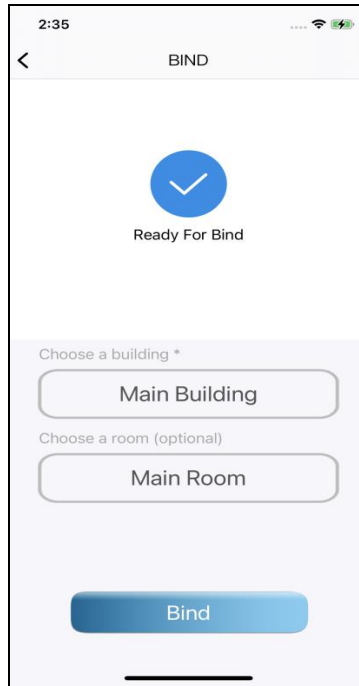 2:35
BIND
Ready For Bind
Choose a building *
Main Building
Choose a room (optional)
Main Room
Bind